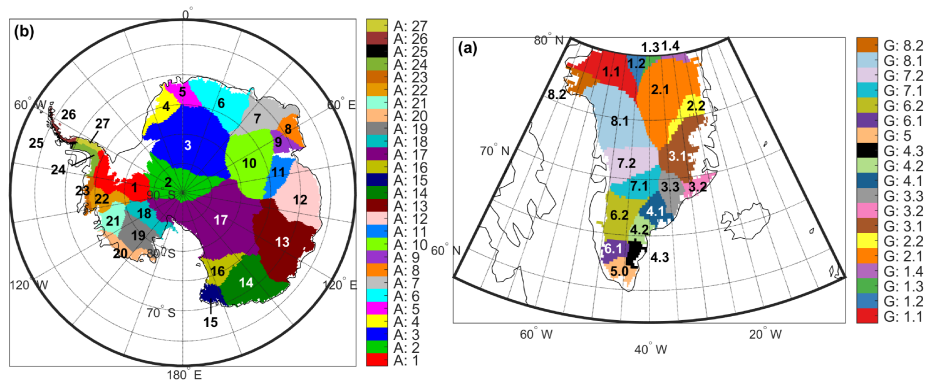 (b)
0°
60° W
60° E
120° W
120° E
180° E
90° S
80° S
70° S
1
2
3
4
5
6
7
8
9
10
11
12
13
14
15
16
17
18
19
20
21
22
23
24
25
26
27
A: 27
A: 26
A: 25
A: 24
A: 23
A: 22
A: 21
A: 20
A: 19
A: 18
A: 17
A: 16
A: 15
A: 14
A: 13
A: 12
A: 11
A: 10
A: 9
A: 8
A: 7
A: 6
A: 5
A: 4
A: 3
A: 2
A: 1
(a)
80° N
70° N
60° N
60° W
40° W
20° W
1.3
1.4
1.1
1.2
8.2
2.1
2.2
8.1
3.1
7.2
7.1
3.3
3.2
6.2
4.1
4.2
6.1
4.3
5.0
G: 8.2
G: 8.1
G: 7.2
G: 7.1
G: 6.2
G: 6.1
G: 5
G: 4.3
G: 4.2
G: 4.1
G: 3.3
G: 3.2
G: 3.1
G: 2.2
G: 2.1
G: 1.4
G: 1.3
G: 1.2
G: 1.1